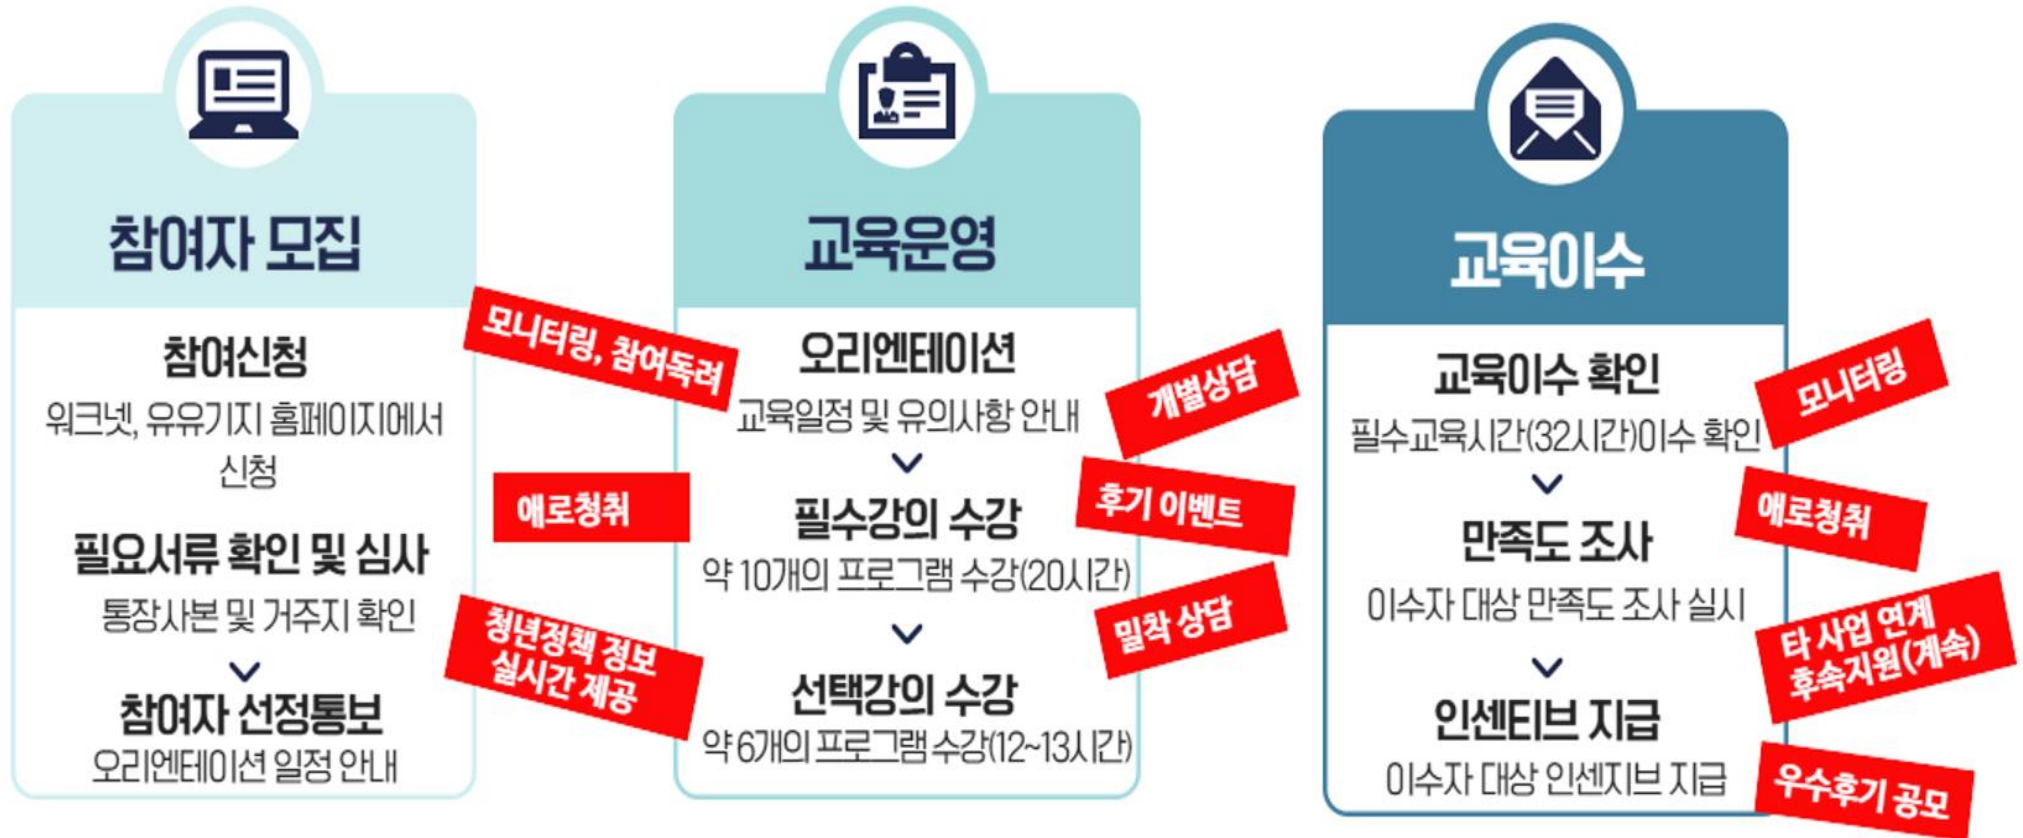 참여자 모집
참여신청
워크넷, 유유기지 홈페이지에서
신청
필요서류 확인 및 심사
통장사본 및 거주지 확인
참여자 선정통보
오리엔테이션 일정 안내
모니터링, 참여독려
애로청취
청년정책 정보
실시간 제공
교육운영
오리엔테이션
교육일정 및 유의사항 안내
필수강의 수강
약 10개의 프로그램 수강(20시간)
선택강의 수강
약 6개의 프로그램 수강(12~13시간)
개별상담
후기 이벤트
밀착 상담
교육이수
교육이수 확인
필수교육시간(32시간)이수 확인
만족도 조사
이수자 대상 만족도 조사 실시
인센티브 지급
이수자 대상 인센지브 지급
모니터링
애로청취
타 사업 연계
후속지원(계속)
우수후기 공모